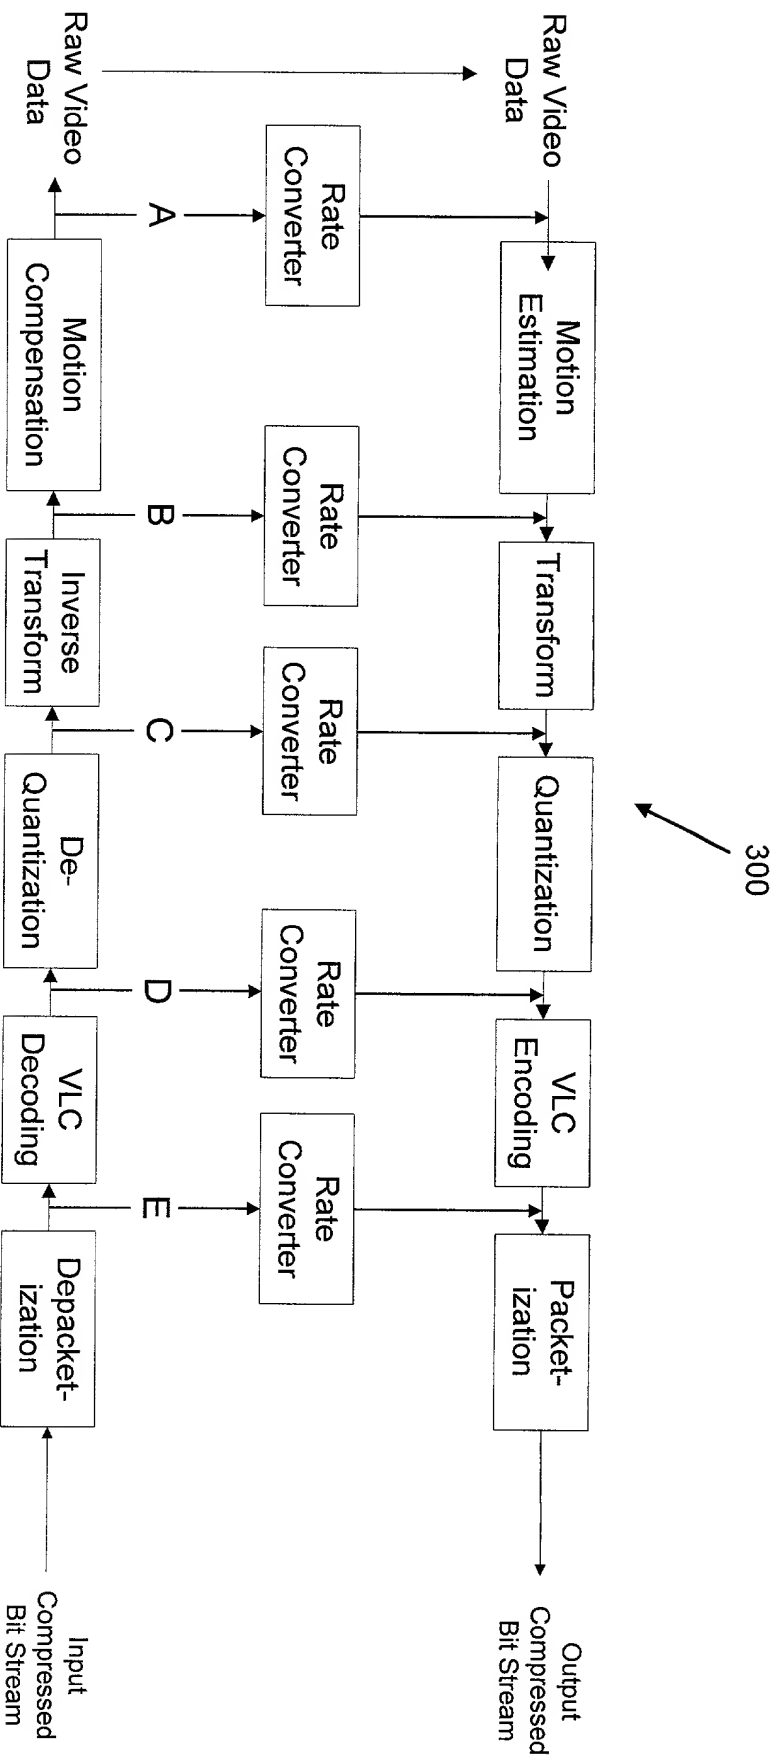 300
Raw Video
Data
Motion
Estimation
Transform
Quantization
VLC
Encoding
Packet-
ization
Output
Compressed
Bit Stream
Rate
Converter
Rate
Converter
Rate
Converter
Rate
Converter
Rate
Converter
A
B
C
D
E
Raw Video
Data
Motion
Compensation
Inverse
Transform
De-
Quantization
VLC
Decoding
Depacket-
ization
Input
Compressed
Bit Stream